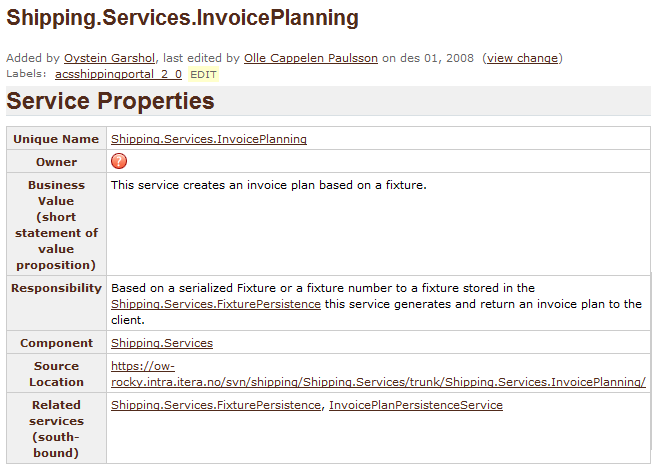 Shipping.Services.InvoicePlanning
Added by Oystein Garshol, last edited by Olle Cappelen Paulsson on des 01, 2008 (view change)
Labels: acsshippingportal_2_0 EDIT
Service Properties
Unique Name Shipping.Services.InvoicePlanning
Owner ?
Business
Value
(short
statement of
value
proposition)
This service creates an invoice plan based on a fixture.
Responsibility
Based on a serialized Fixture or a fixture number to a fixture stored in the
Shipping.Services.FixturePersistence this service generates and return an invoice plan to the
client.
Component Shipping.Services
Source
Location
https://ow-
rocky.intra.itera.no/svn/shipping/Shipping.Services/trunk/Shipping.Services.InvoicePlanning/
Related
services
(south-
bound)
Shipping.Services.FixturePersistence, InvoicePlanPersistenceService